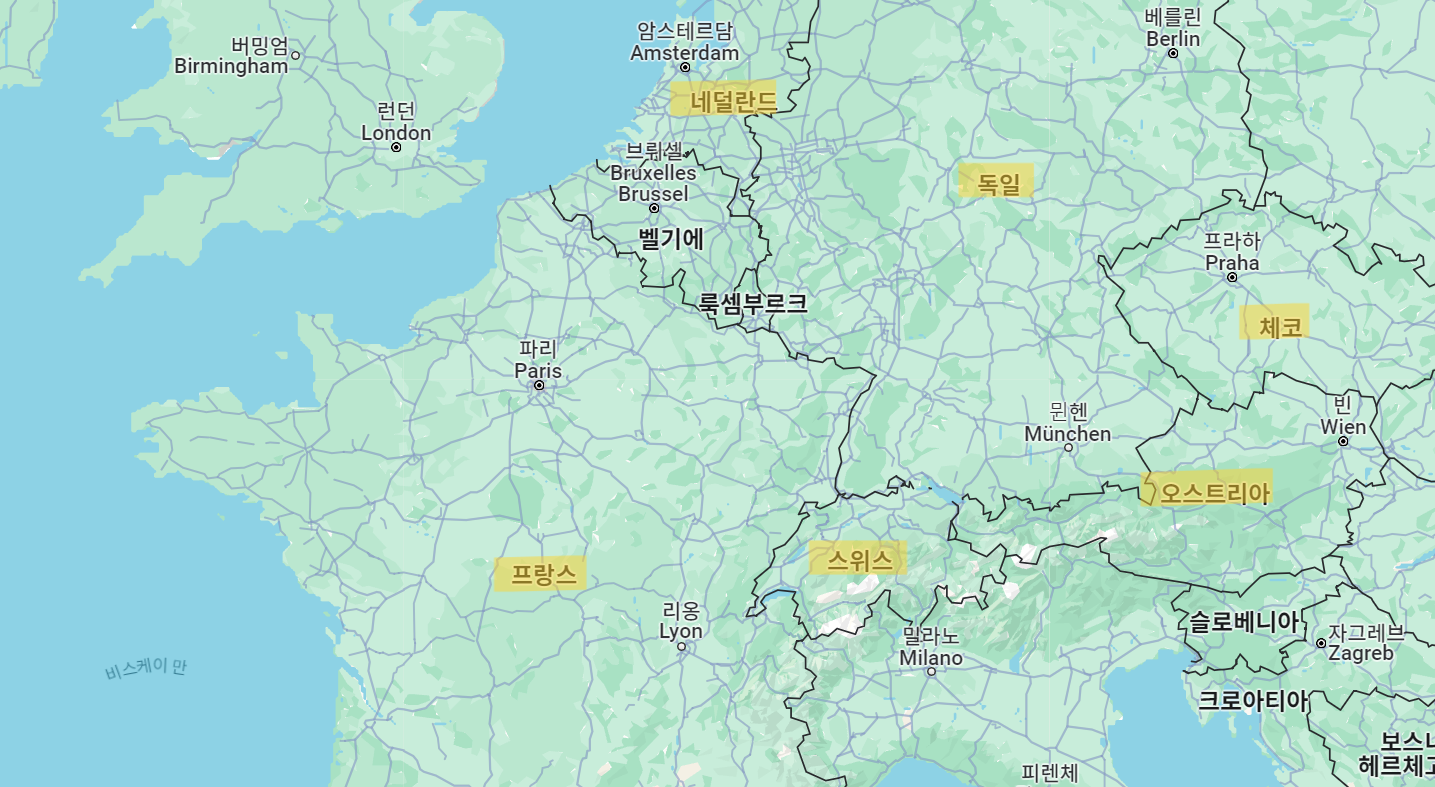 베를린
Berlin
암스테르담
Amsterdam
버밍엄
Birmingham
네덜란드
런던
London
브뤼셀
Bruxelles
Brussel
독일
벨기에
프라하
Praha
룩셈부르크
체코
파리
Paris
뮌헨
München
빈
Wien
오스트리아
스위스
프랑스
리옹
Lyon
밀라노
Milano
슬로베니아
자그레브
Zagreb
비스케이 만
크로아티아
보스니
헤르체고
피렌체